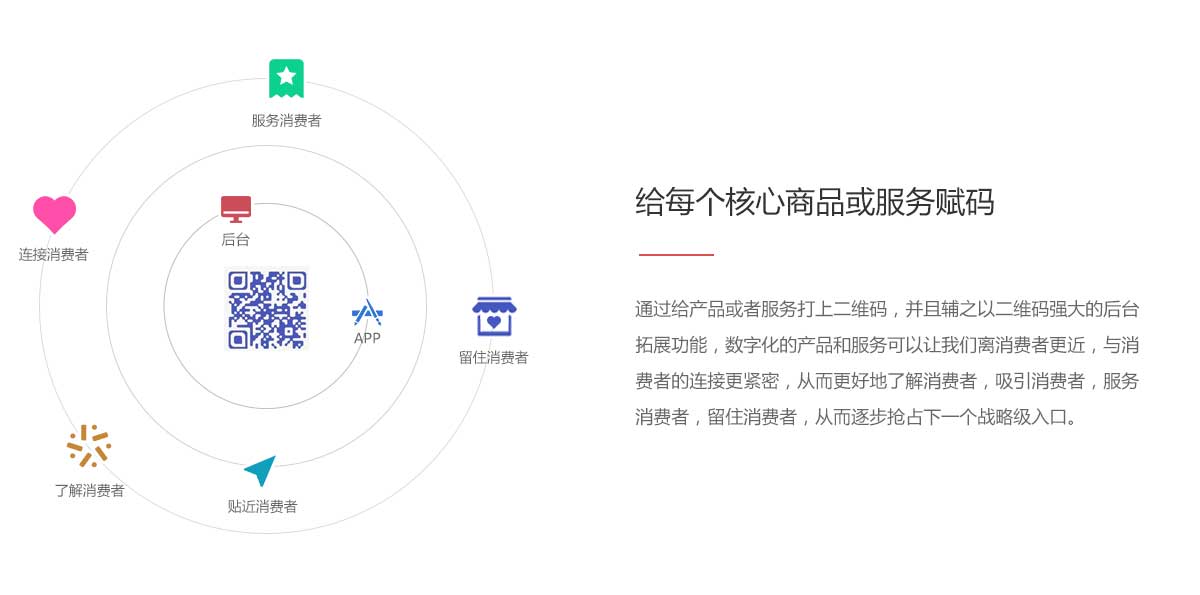 服务消费者
连接消费者
后台
APP
留住消费者
了解消费者
贴近消费者
给每个核心商品或服务赋码
通过给产品或者服务打上二维码，并且辅之以二维码强大的后台
拓展功能，数字化的产品和服务可以让我们离消费者更近，与消
费者的连接更紧密，从而更好地了解消费者，吸引消费者，服务
消费者，留住消费者，从而逐步抢占下一个战略级入口。